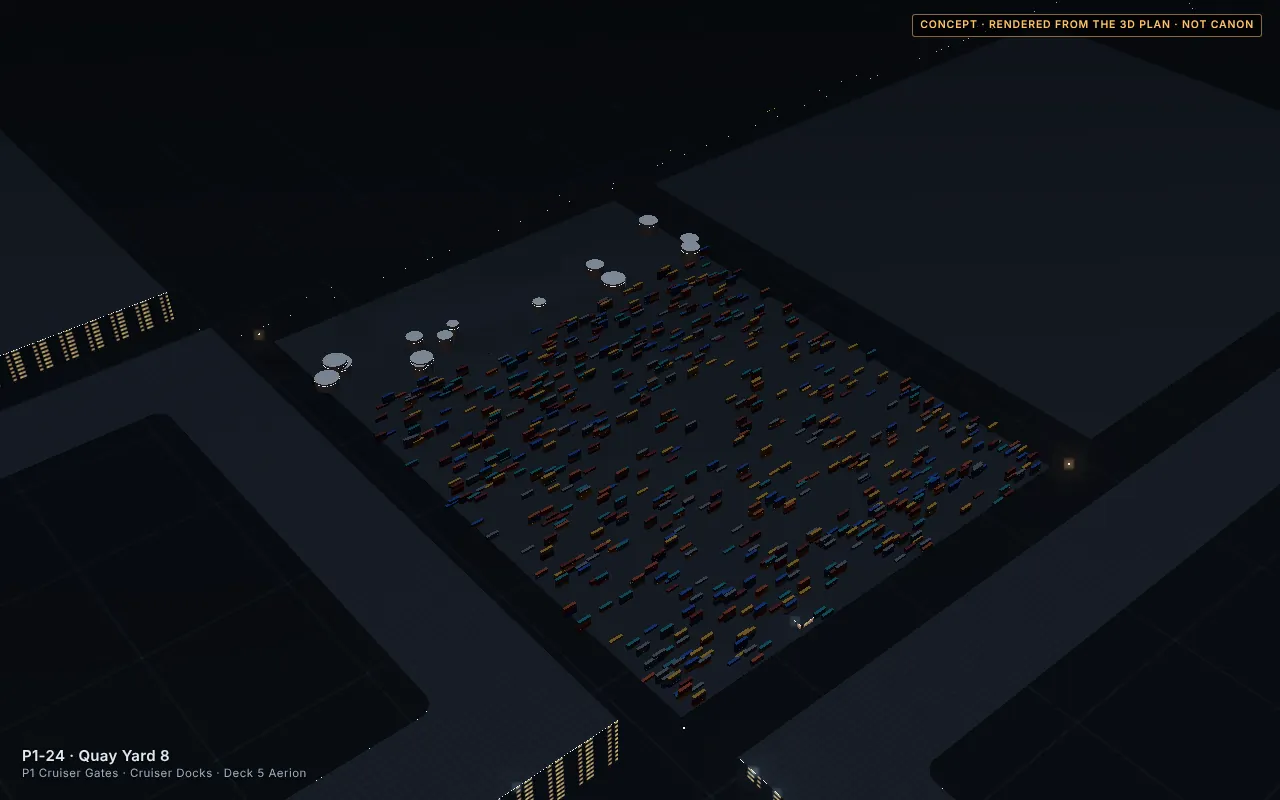 CONCEPT · RENDERED FROM THE 3D PLAN · NOT CANON
P1-24 · Quay Yard 8
P1 Cruiser Gates · Cruiser Docks · Deck 5 Aerion